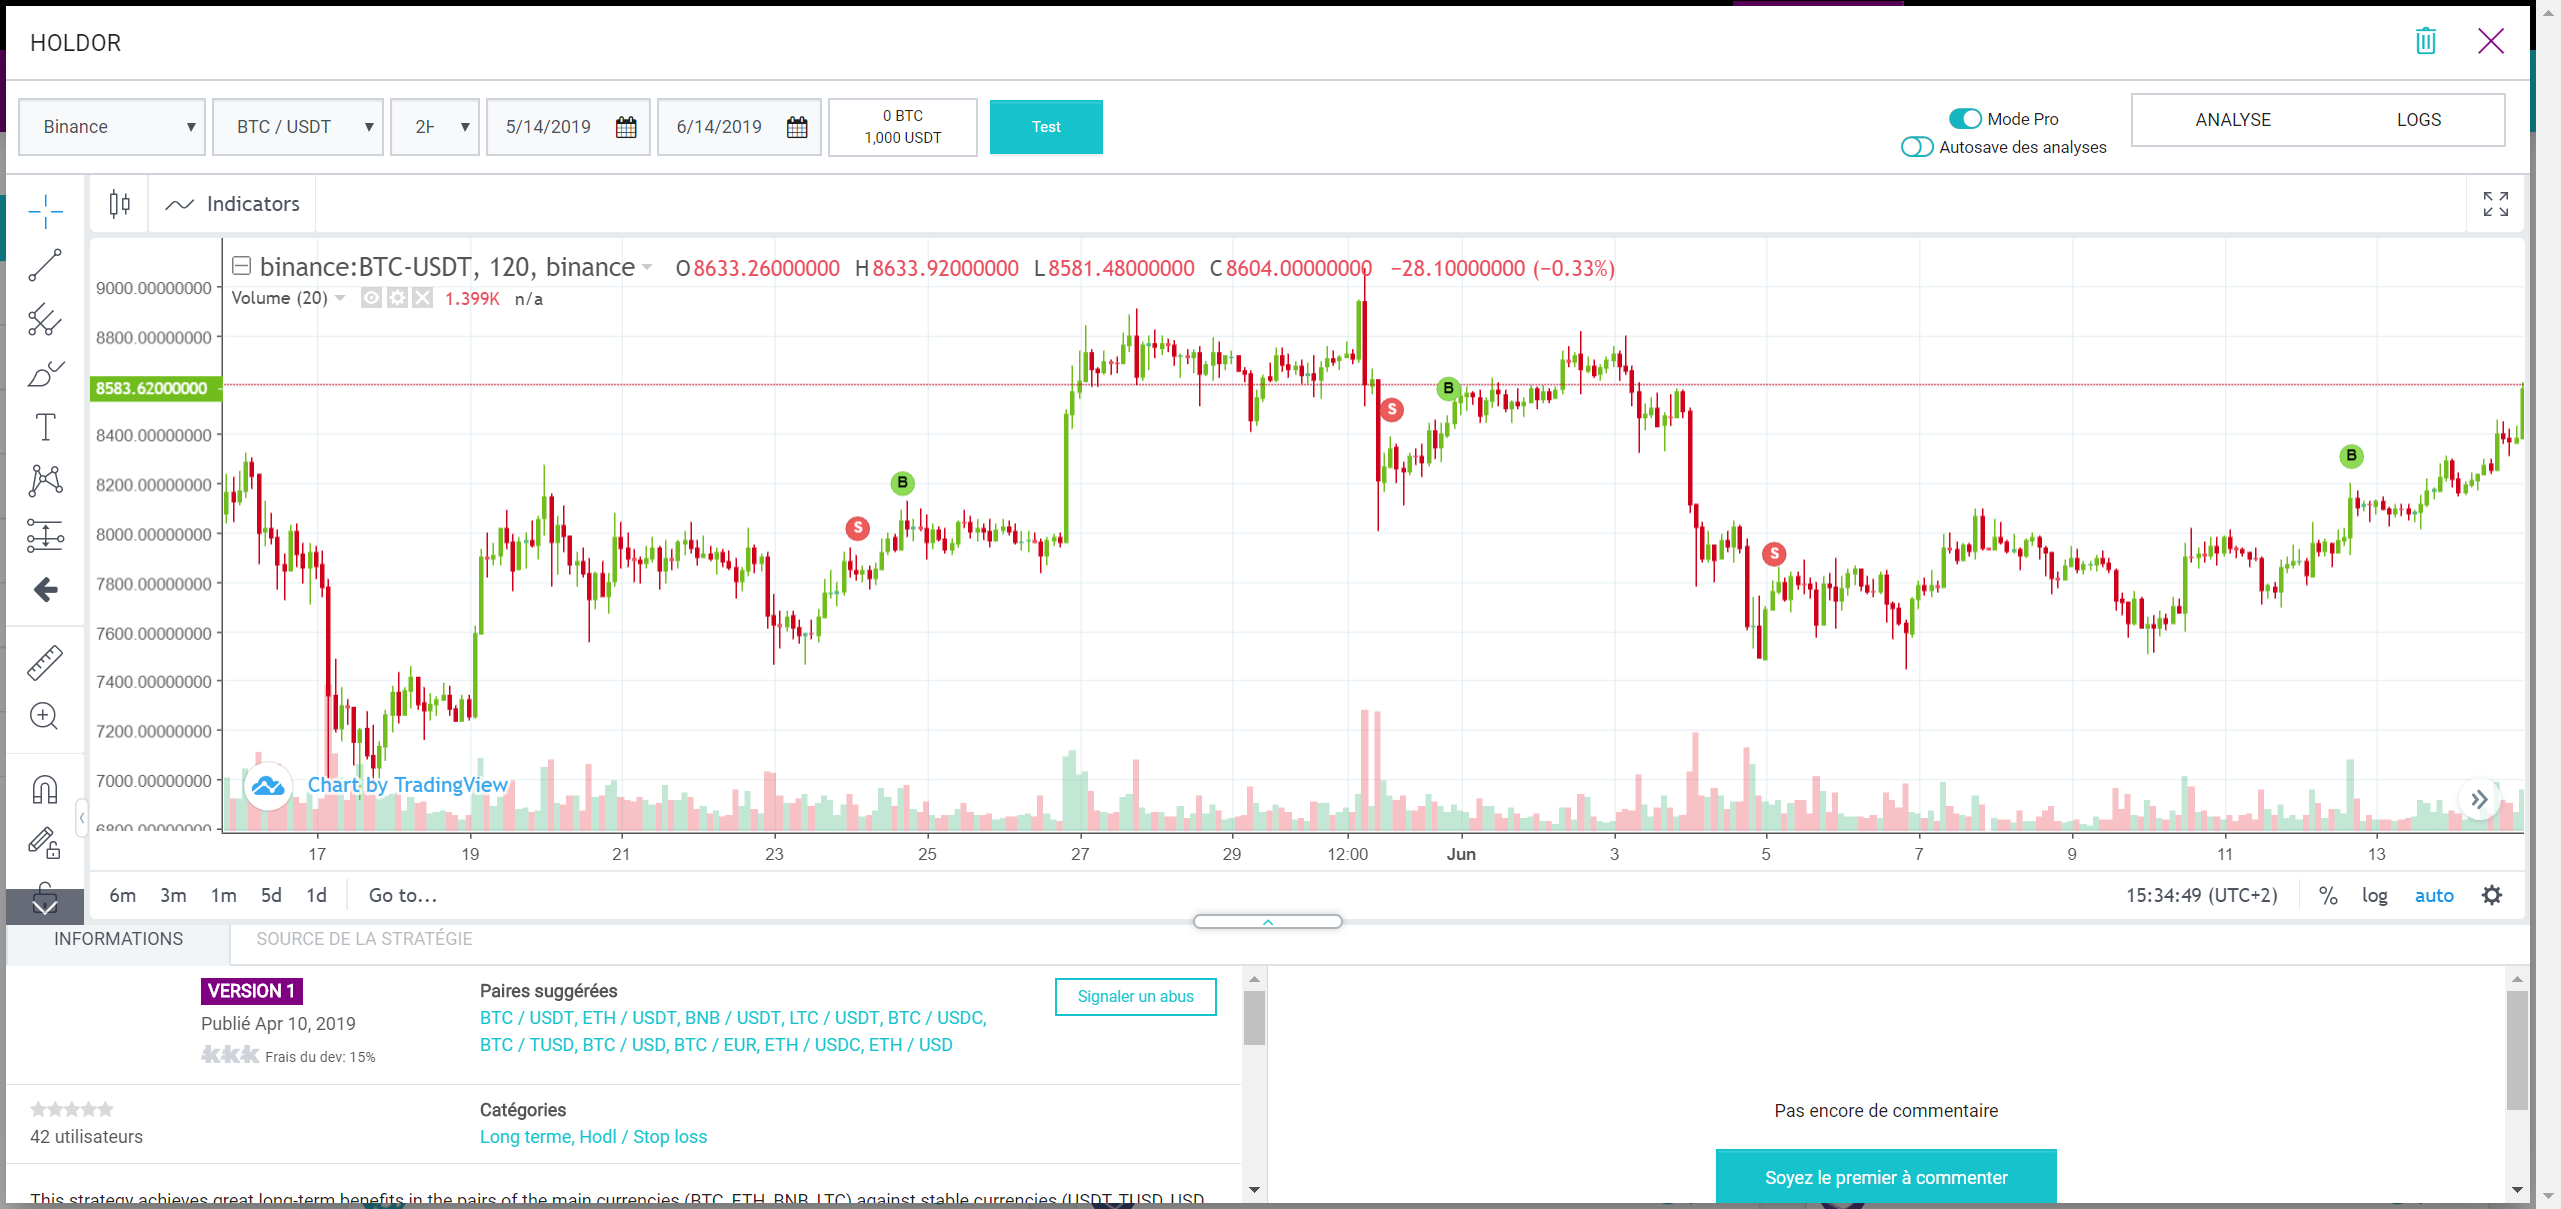 HOLDOR
Binance
BTC / USDT
2H
5/14/2019
6/14/2019
0 BTC
1,000 USDT
Test
Mode Pro
Autosave des analyses
ANALYSE
LOGS
Indicators
binance:BTC-USDT, 120, binance
O8633.26000000 H8633.92000000 L8581.48000000 C8604.00000000 −28.10000000 (−0.33%)
Volume (20)
1.399K n/a
9000.00000000
8800.00000000
8583.62000000
8400.00000000
8200.00000000
8000.00000000
7800.00000000
7600.00000000
7400.00000000
7200.00000000
7000.00000000
6800.00000000
S
B
S
B
S
B
Chart by TradingView
17 19 21 23 25 27 29 12:00 Jun 3 5 7 9 11 13
6m 3m 1m 5d 1d Go to...
15:34:49 (UTC+2) % log auto
INFORMATIONS
SOURCE DE LA STRATÉGIE
VERSION 1
Publié Apr 10, 2019
Frais du dev: 15%
Paires suggérées
BTC / USDT, ETH / USDT, BNB / USDT, LTC / USDT, BTC / USDC,
BTC / TUSD, BTC / USD, BTC / EUR, ETH / USDC, ETH / USD
Signaler un abus
42 utilisateurs
Catégories
Long terme, Hodl / Stop loss
This strategy achieves great long-term benefits in the pairs of the main currencies (BTC, ETH, BNB, LTC) against stable currencies (USDT, TUSD, USD,
Pas encore de commentaire
Soyez le premier à commenter